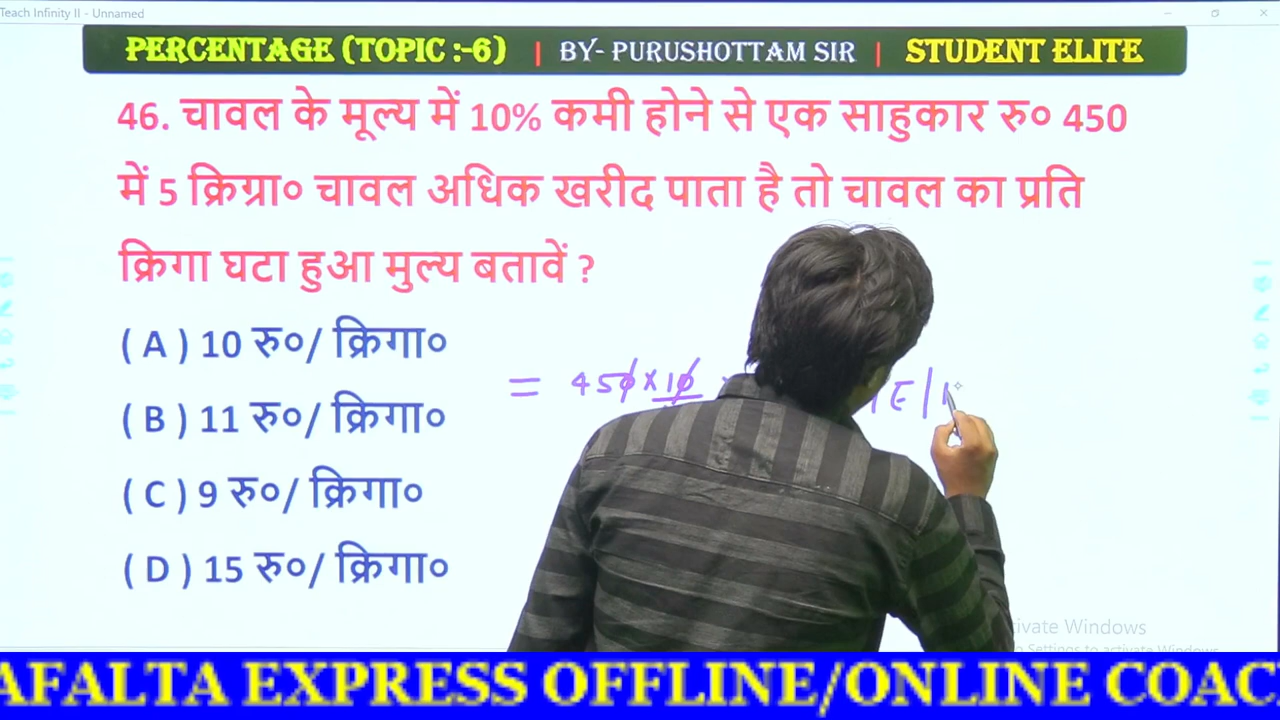 Teach Infinity II - Unnamed
PERCENTAGE (TOPIC :-6) | BY- PURUSHOTTAM SIR | STUDENT ELITE
46. चावल के मूल्य में 10% कमी होने से एक साहुकार रु० 450
में 5 क्रिग्रा० चावल अधिक खरीद पाता है तो चावल का प्रति
क्रिगा घटा हुआ मुल्य बतावें ?
( A ) 10 रु०/ क्रिगा०
= 450 × 10
( B ) 11 रु०/ क्रिगा०
( C ) 9 रु०/ क्रिगा०
( D ) 15 रु०/ क्रिगा०
Windows
AFALTA EXPRESS OFFLINE/ONLINE COAC